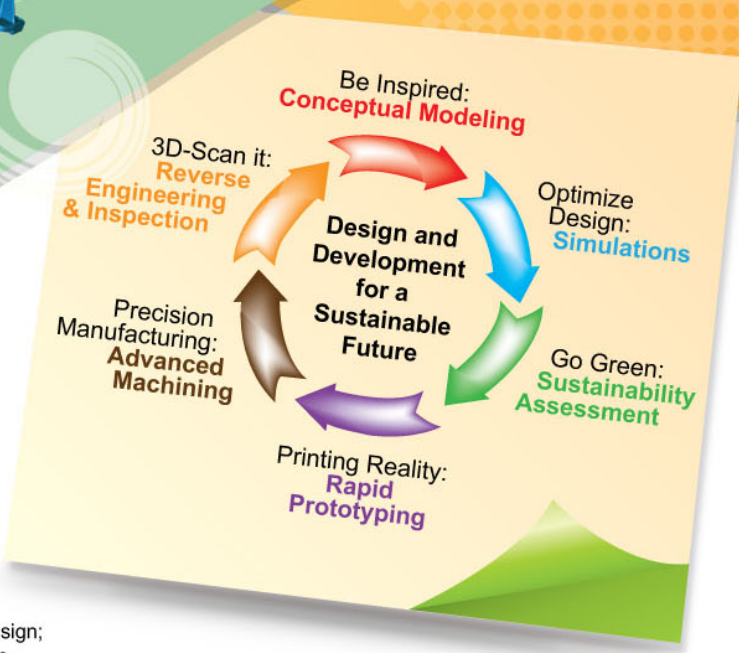 Be Inspired:
Conceptual Modeling
Optimize
Design:
Simulations
Go Green:
Sustainability
Assessment
Printing Reality:
Rapid
Prototyping
Precision
Manufacturing:
Advanced
Machining
3D-Scan it:
Reverse
Engineering
& Inspection
Design and
Development
for a
Sustainable
Future